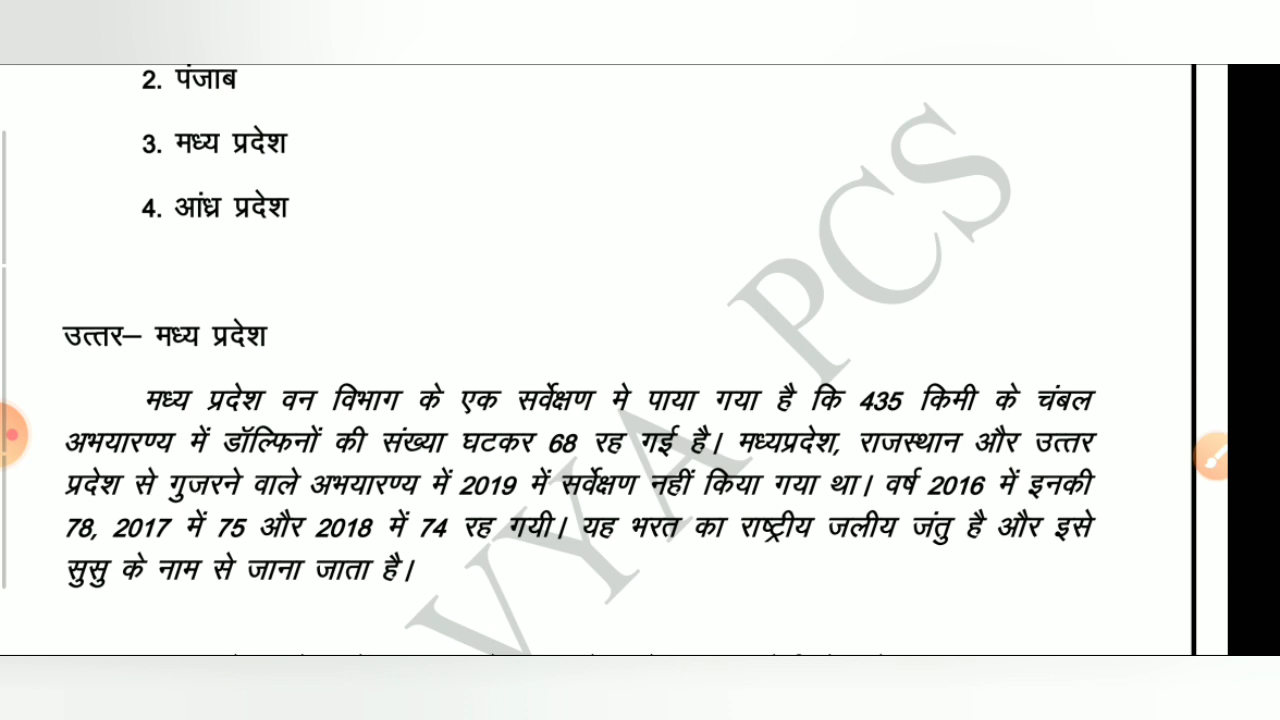 2. पंजाब
3. मध्य प्रदेश
4. आंध्र प्रदेश
उत्तर– मध्य प्रदेश
मध्य प्रदेश वन विभाग के एक सर्वेक्षण मे पाया गया है कि 435 किमी के चंबल
अभयारण्य में डॉल्फिनों की संख्या घटकर 68 रह गई है। मध्यप्रदेश, राजस्थान और उत्तर
प्रदेश से गुजरने वाले अभयारण्य में 2019 में सर्वेक्षण नहीं किया गया था। वर्ष 2016 में इनकी
78, 2017 में 75 और 2018 में 74 रह गयी। यह भरत का राष्ट्रीय जलीय जंतु है और इसे
सुसु के नाम से जाना जाता है।
VYA PCS